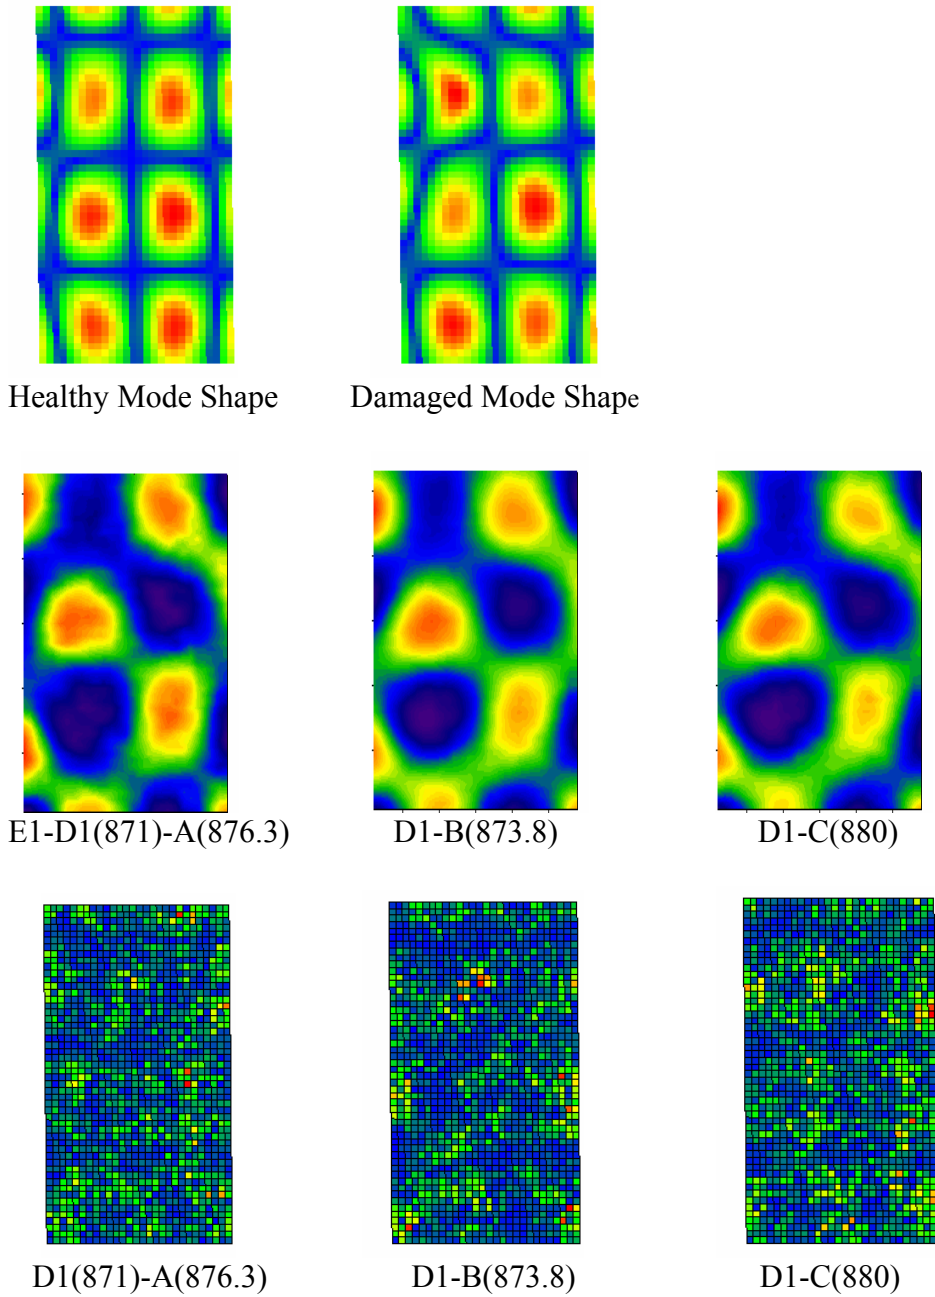 Healthy Mode Shape Damaged Mode Shape
E1-D1(871)-A(876.3) D1-B(873.8) D1-C(880)
D1(871)-A(876.3) D1-B(873.8) D1-C(880)